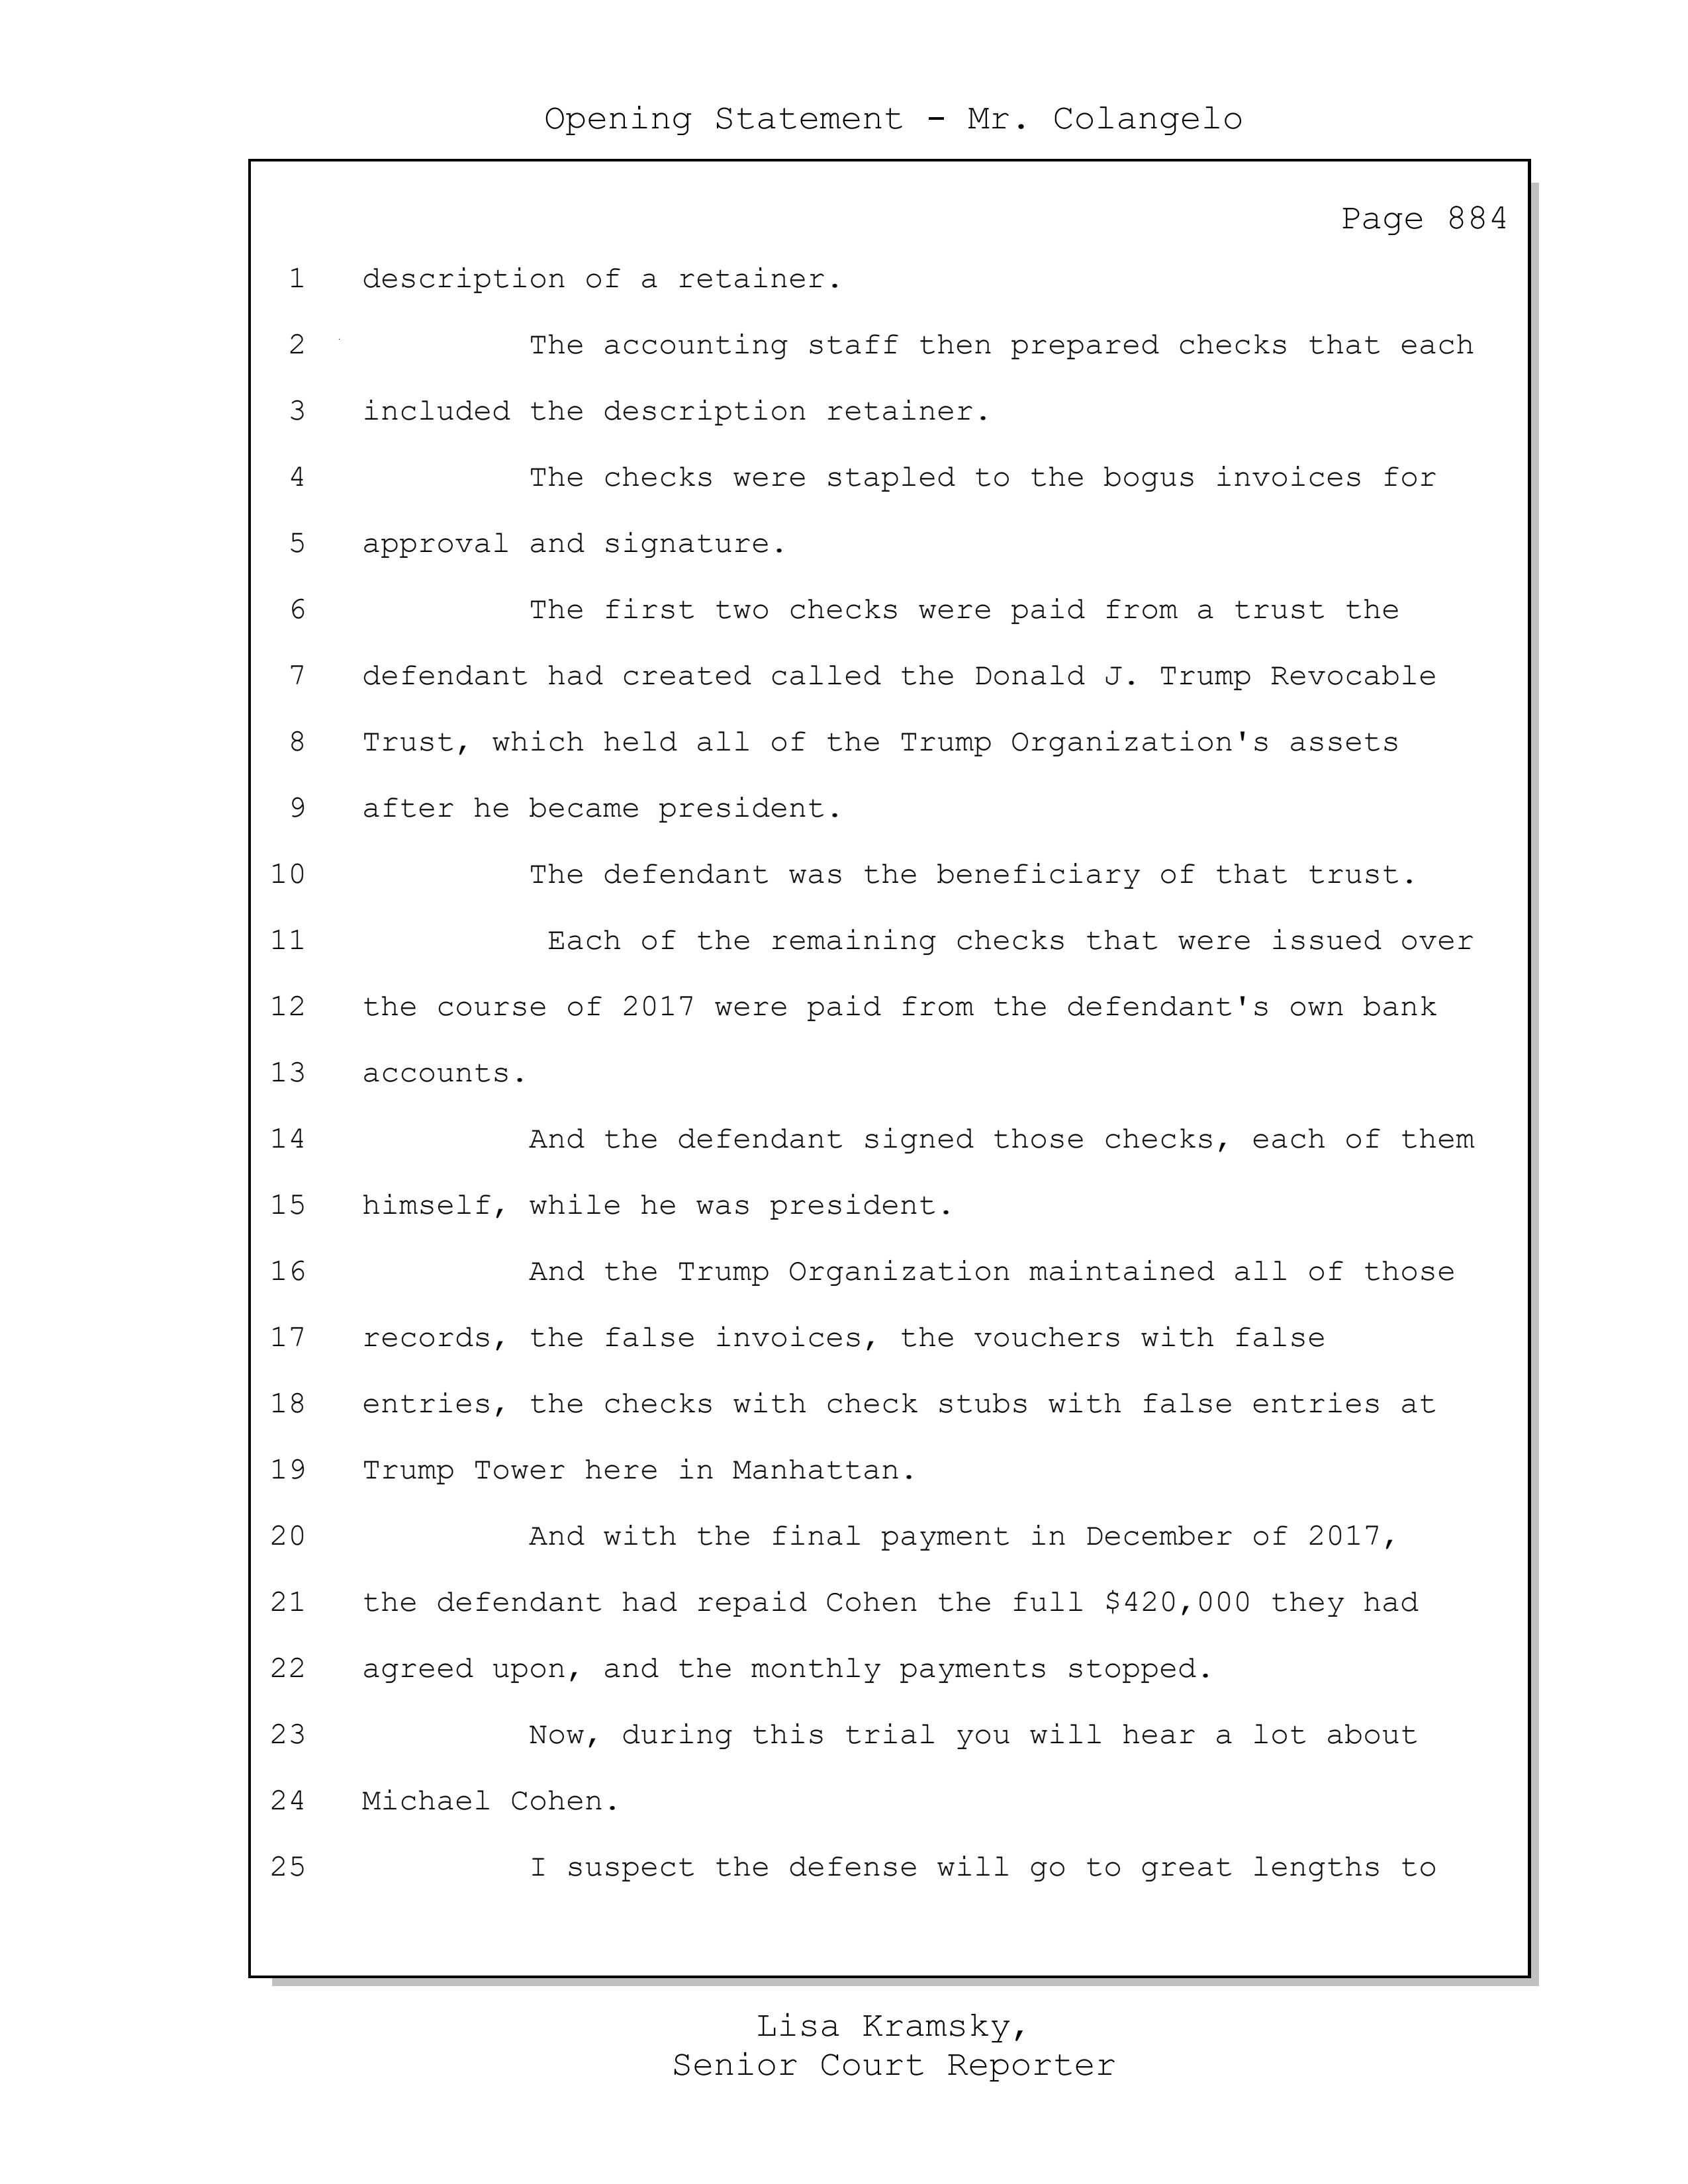 Opening Statement - Mr. Colangelo
Page 884
1 description of a retainer.
2 The accounting staff then prepared checks that each
3 included the description retainer.
4 The checks were stapled to the bogus invoices for
5 approval and signature.
6 The first two checks were paid from a trust the
7 defendant had created called the Donald J. Trump Revocable
8 Trust, which held all of the Trump Organization's assets
9 after he became president.
10 The defendant was the beneficiary of that trust.
11 Each of the remaining checks that were issued over
12 the course of 2017 were paid from the defendant's own bank
13 accounts.
14 And the defendant signed those checks, each of them
15 himself, while he was president.
16 And the Trump Organization maintained all of those
17 records, the false invoices, the vouchers with false
18 entries, the checks with check stubs with false entries at
19 Trump Tower here in Manhattan.
20 And with the final payment in December of 2017,
21 the defendant had repaid Cohen the full $420,000 they had
22 agreed upon, and the monthly payments stopped.
23 Now, during this trial you will hear a lot about
24 Michael Cohen.
25 I suspect the defense will go to great lengths to
Lisa Kramsky,
Senior Court Reporter